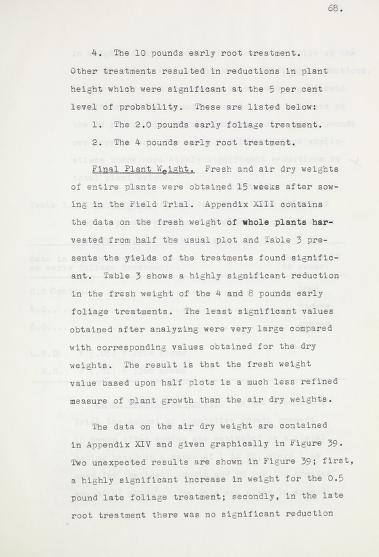 68.
4. The 10 pounds early root treatment.
Other treatments resulted in reductions in plant
height which were significant at the 5 per cent
level of probability. These are listed below:
1. The 2.0 pounds early foliage treatment.
2. The 4 pounds early root treatment.
Final Plant Weight. Fresh and air dry weights
of entire plants were obtained 15 weeks after sow-
ing in the Field Trial. Appendix XIII contains
the data on the fresh weight of whole plants har-
vested from half the usual plot and Table 3 pre-
sents the yields of the treatments found signific-
ant. Table 3 shows a highly significant reduction
in the fresh weight of the 4 and 8 pounds early
foliage treatments. The least significant values
obtained after analyzing were very large compared
with corresponding values obtained for the dry
weights. The result is that the fresh weight
value based upon half plots is a much less refined
measure of plant growth than the air dry weights.
The data on the air dry weight are contained
in Appendix XIV and given graphically in Figure 39.
Two unexpected results are shown in Figure 39; first,
a highly significant increase in weight for the 0.5
pound late foliage treatment; secondly, in the late
root treatment there was no significant reduction